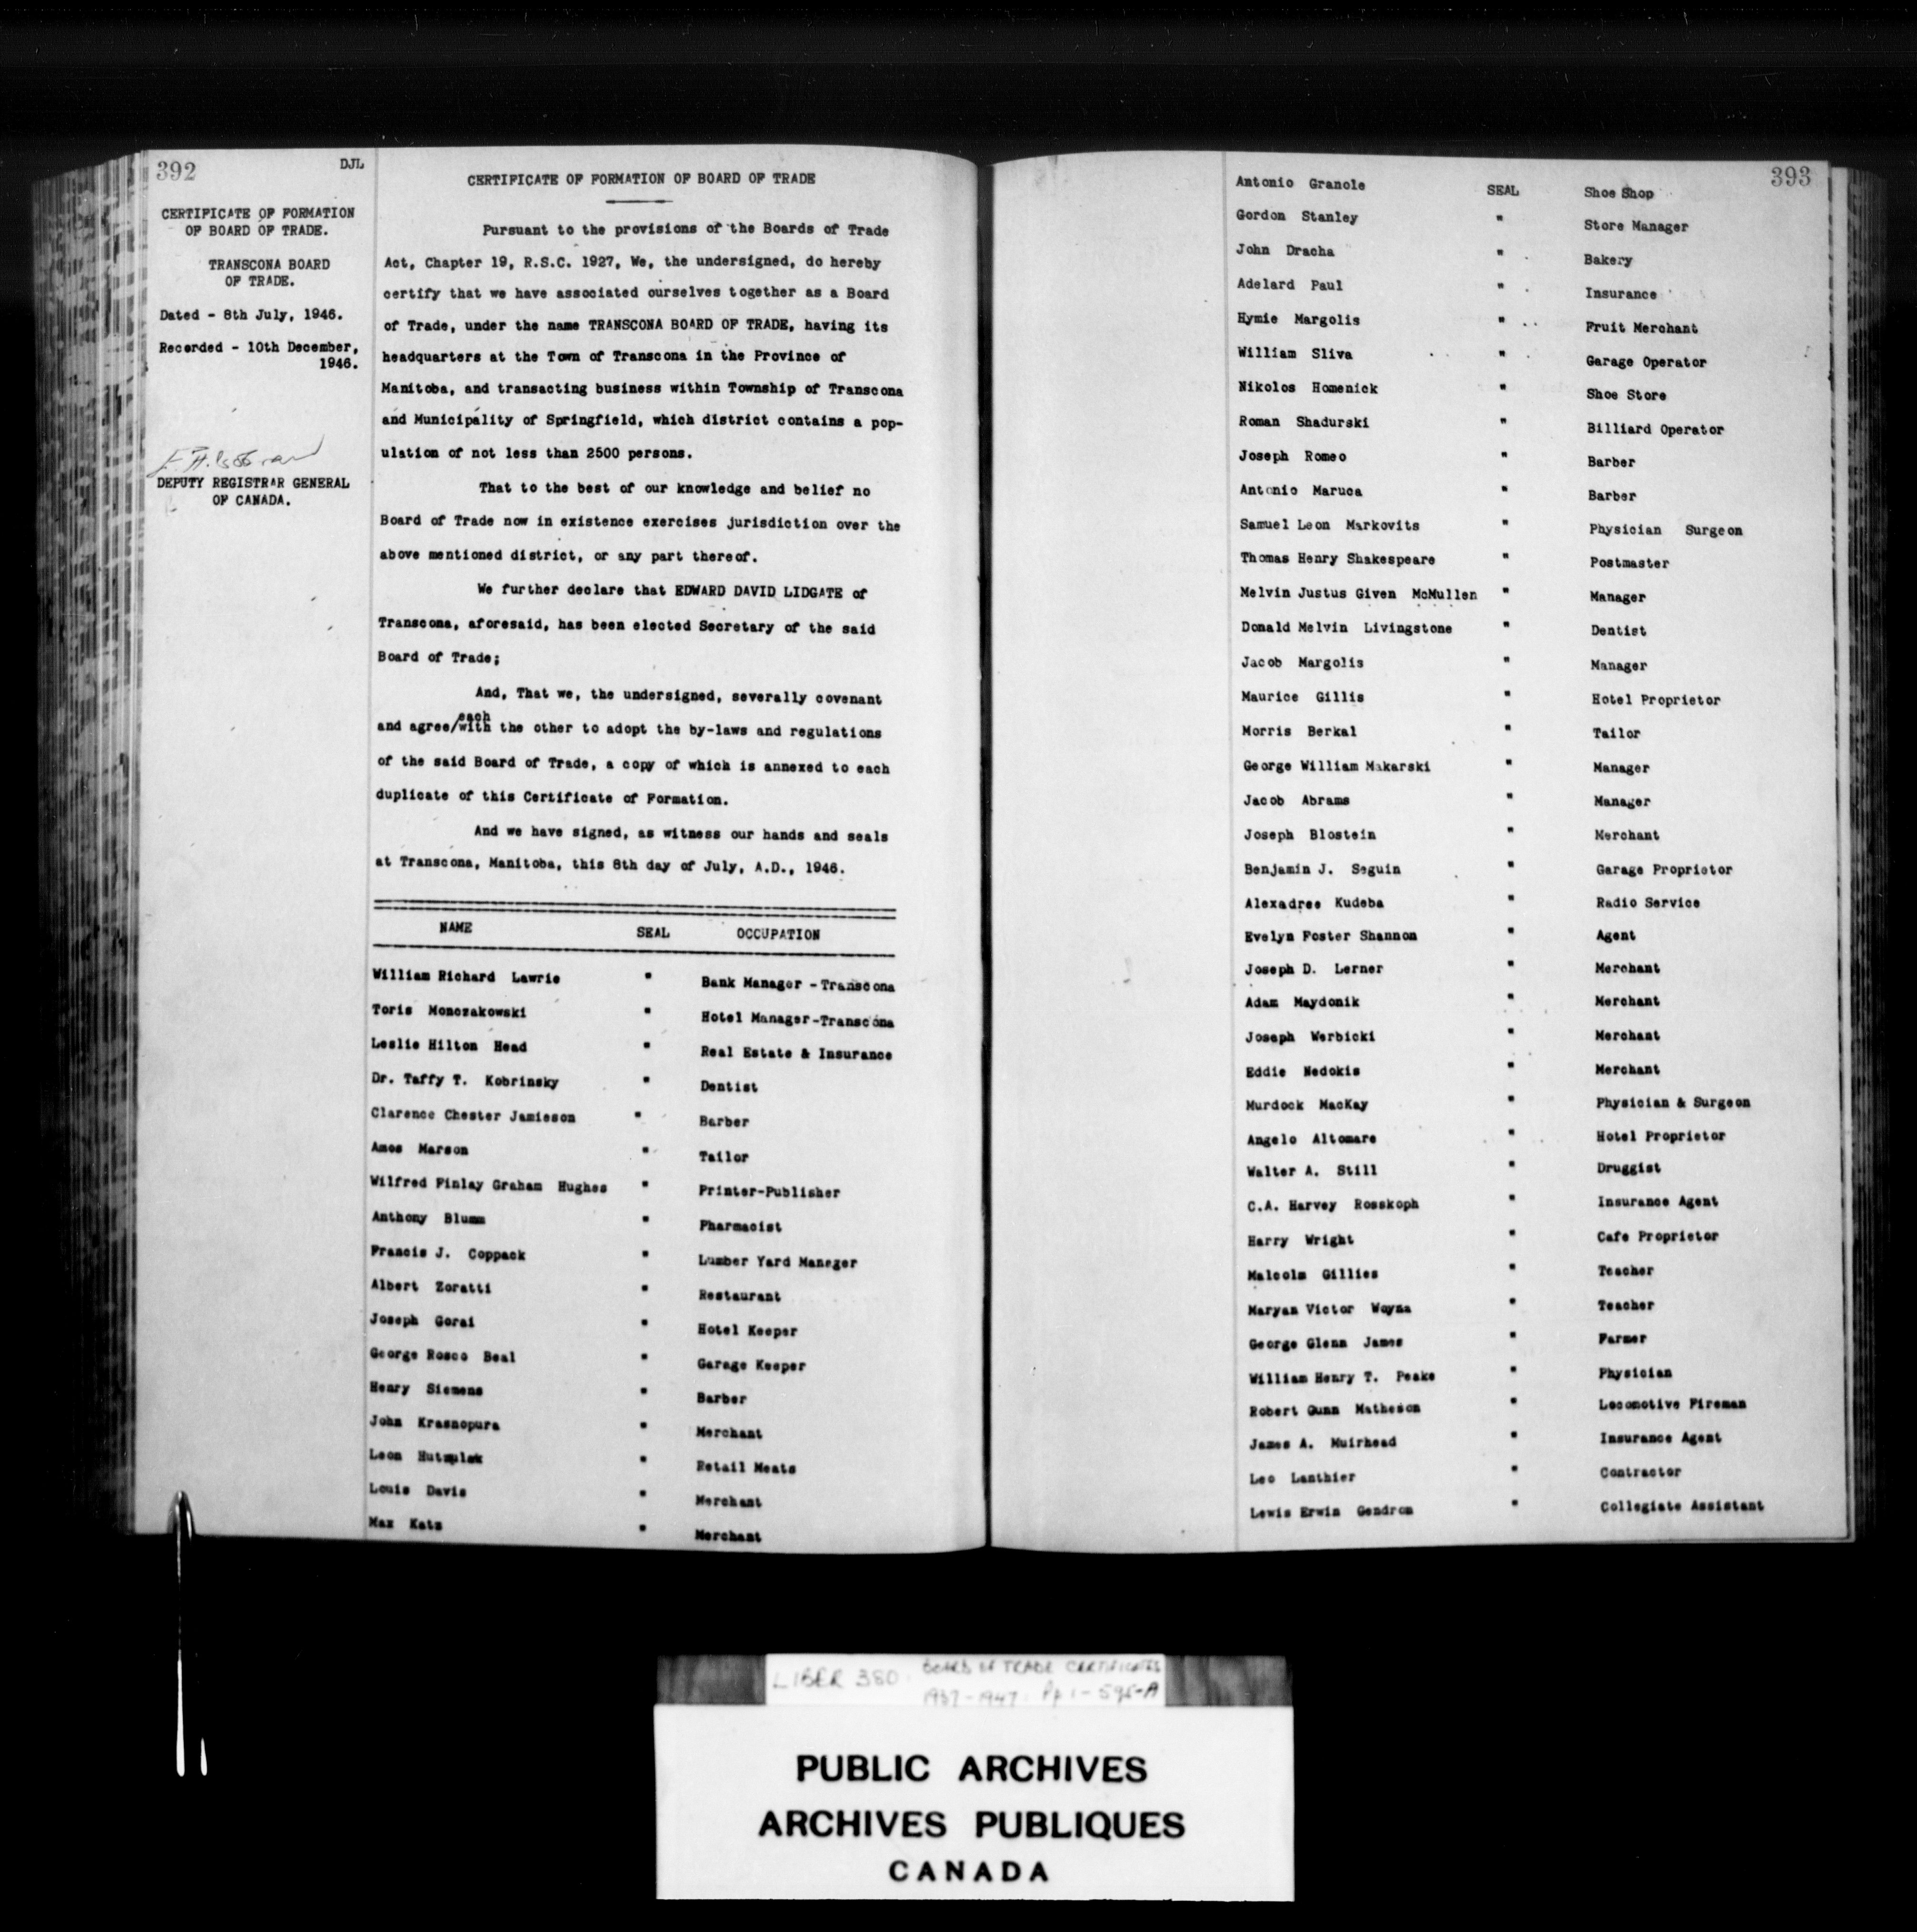 392
DJL
CERTIFICATE OF FORMATION
OF BOARD OF TRADE.
TRANSCONA BOARD
OF TRADE.
Dated - 8th July, 1946.
Recorded - 10th December,
1946.
DEPUTY REGISTRAR GENERAL
OF CANADA.
CERTIFICATE OF FORMATION OF BOARD OF TRADE
Pursuant to the provisions of the Boards of Trade
Act, Chapter 19, R.S.C. 1927, We, the undersigned, do hereby
certify that we have associated ourselves together as a Board
of Trade, under the name TRANSCONA BOARD OF TRADE, having its
headquarters at the Town of Transcona in the Province of
Manitoba, and transacting business within Township of Transcona
and Municipality of Springfield, which district contains a pop-
ulation of not less than 2500 persons.
That to the best of our knowledge and belief no
Board of Trade now in existence exercises jurisdiction over the
above mentioned district, or any part thereof.
We further declare that EDWARD DAVID LIDGATE of
Transcona, aforesaid, has been elected Secretary of the said
Board of Trade;
And, That we, the undersigned, severally covenant
each
and agree/with the other to adopt the by-laws and regulations
of the said Board of Trade, a copy of which is annexed to each
duplicate of this Certificate of Formation.
And we have signed, as witness our hands and seals
at Transcona, Manitoba, this 8th day of July, A.D., 1946.
NAME SEAL OCCUPATION
William Richard Lawrie " Bank Manager - Transcona
Toris Monczakowski " Hotel Manager-Transcona
Leslie Hilton Head " Real Estate & Insurance
Dr. Taffy T. Kobrinsky " Dentist
Clarence Chester Jamieson " Barber
Amos Marson " Tailor
Wilfred Finlay Graham Hughes " Printer-Publisher
Anthony Blumm " Pharmacist
Francis J. Coppack " Lumber Yard Manager
Albert Zoratti " Restaurant
Joseph Gorai " Hotel Keeper
George Rosco Beal " Garage Keeper
Henry Siemens " Barber
John Krasnopura " Merchant
Leon " Retail Meats
Louis Davis " Merchant
Max Katz " Merchant
393
Antonio Granole SEAL Shoe Shop
Gordon Stanley " Store Manager
John Dracha " Bakery
Adelard Paul " Insurance
Hymie Margolis " Fruit Merchant
William Sliva " Garage Operator
Nikolos Homenick " Shoe Store
Roman Shadurski " Billiard Operator
Joseph Romeo " Barber
Antonio Maruca " Barber
Samuel Leon Markovits " Physician Surgeon
Thomas Henry Shakespeare " Postmaster
Melvin Justus Given McMullen " Manager
Donald Melvin Livingstone " Dentist
Jacob Margolis " Manager
Maurice Gillis " Hotel Proprietor
Morris Berkal " Tailor
George William Makarski " Manager
Jacob Abrams " Manager
Joseph Blostein " Merchant
Benjamin J. Seguin " Garage Proprietor
Alexadree Kudeba " Radio Service
Evelyn Foster Shannon " Agent
Joseph D. Lerner " Merchant
Adam Maydonik " Merchant
Joseph Werbicki " Merchant
Eddie Nedokis " Merchant
Murdock MacKay " Physician & Surgeon
Angelo Altomare " Hotel Proprietor
Walter A. Still " Druggist
C.A. Harvey Rosskoph " Insurance Agent
Harry Wright " Cafe Proprietor
Malcolm Gillies " Teacher
Maryan Victor Woyna " Teacher
George Glenn James " Farmer
William Henry T. Peake " Physician
Robert Gunn Matheson " Locomotive Fireman
James A. Muirhead " Insurance Agent
Leo Lanthier " Contractor
Lewis Erwin Gendron " Collegiate Assistant
LIBER 380 BOARD OF TRADE CERTIFICATES
1937-1947 Pp 1-595-A
PUBLIC ARCHIVES
ARCHIVES PUBLIQUES
CANADA